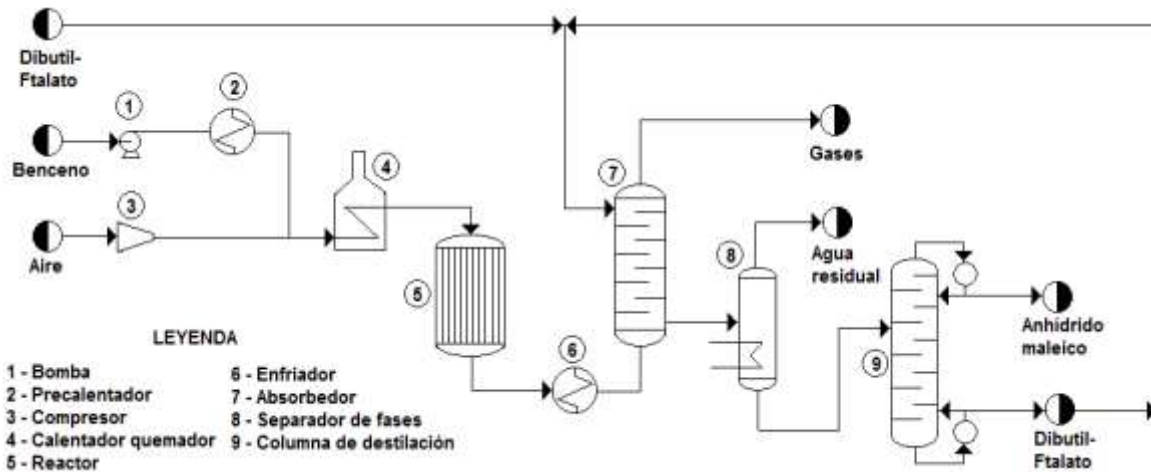 Dibutil-
Ftalato
1
2
Benceno
3
Aire
4
5
6
7
Gases
8
Agua
residual
9
Anhidrido
maleico
Dibutil-
Ftalato
LEYENDA
1 - Bomba
2 - Precalentador
3 - Compresor
4 - Calentador quemador
5 - Reactor
6 - Enfriador
7 - Absorbedor
8 - Separador de fases
9 - Columna de destilación